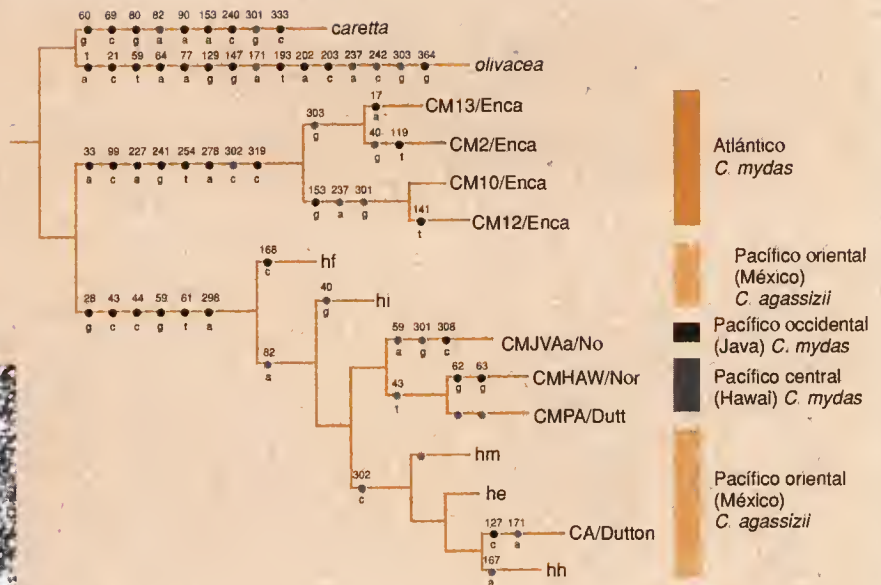 60 69 80 82 90 153 240 301 333
g c g a a a c g c
caretta
1 21 59 64 77 129 147 171 193 202 203 237 242 303 364
a c t a a g g a t a c a c g g
olivacea
17
a
CM13/Enca
303
g
40 119
g t
CM2/Enca
33 99 227 241 254 278 302 319
a c a g t a c c
153 237 301
g a g
CM10/Enca
141
t
CM12/Enca
168
c
hf
28 43 44 59 61 298
g c c g t a
40
g
hi
82
a
59 301 308
a g c
CMJVAa/No
62 63
g g
CMHAW/Nor
43
t
CMPA/Dutt
hm
302
c
he
127 171
c a
CA/Dutton
167
a
hh
Atlántico
C. mydas
Pacífico oriental
(México)
C. agassizii
Pacífico occidental
(Java) C. mydas
Pacífico central
(Hawai) C. mydas
Pacífico oriental
(México)
C. agassizii